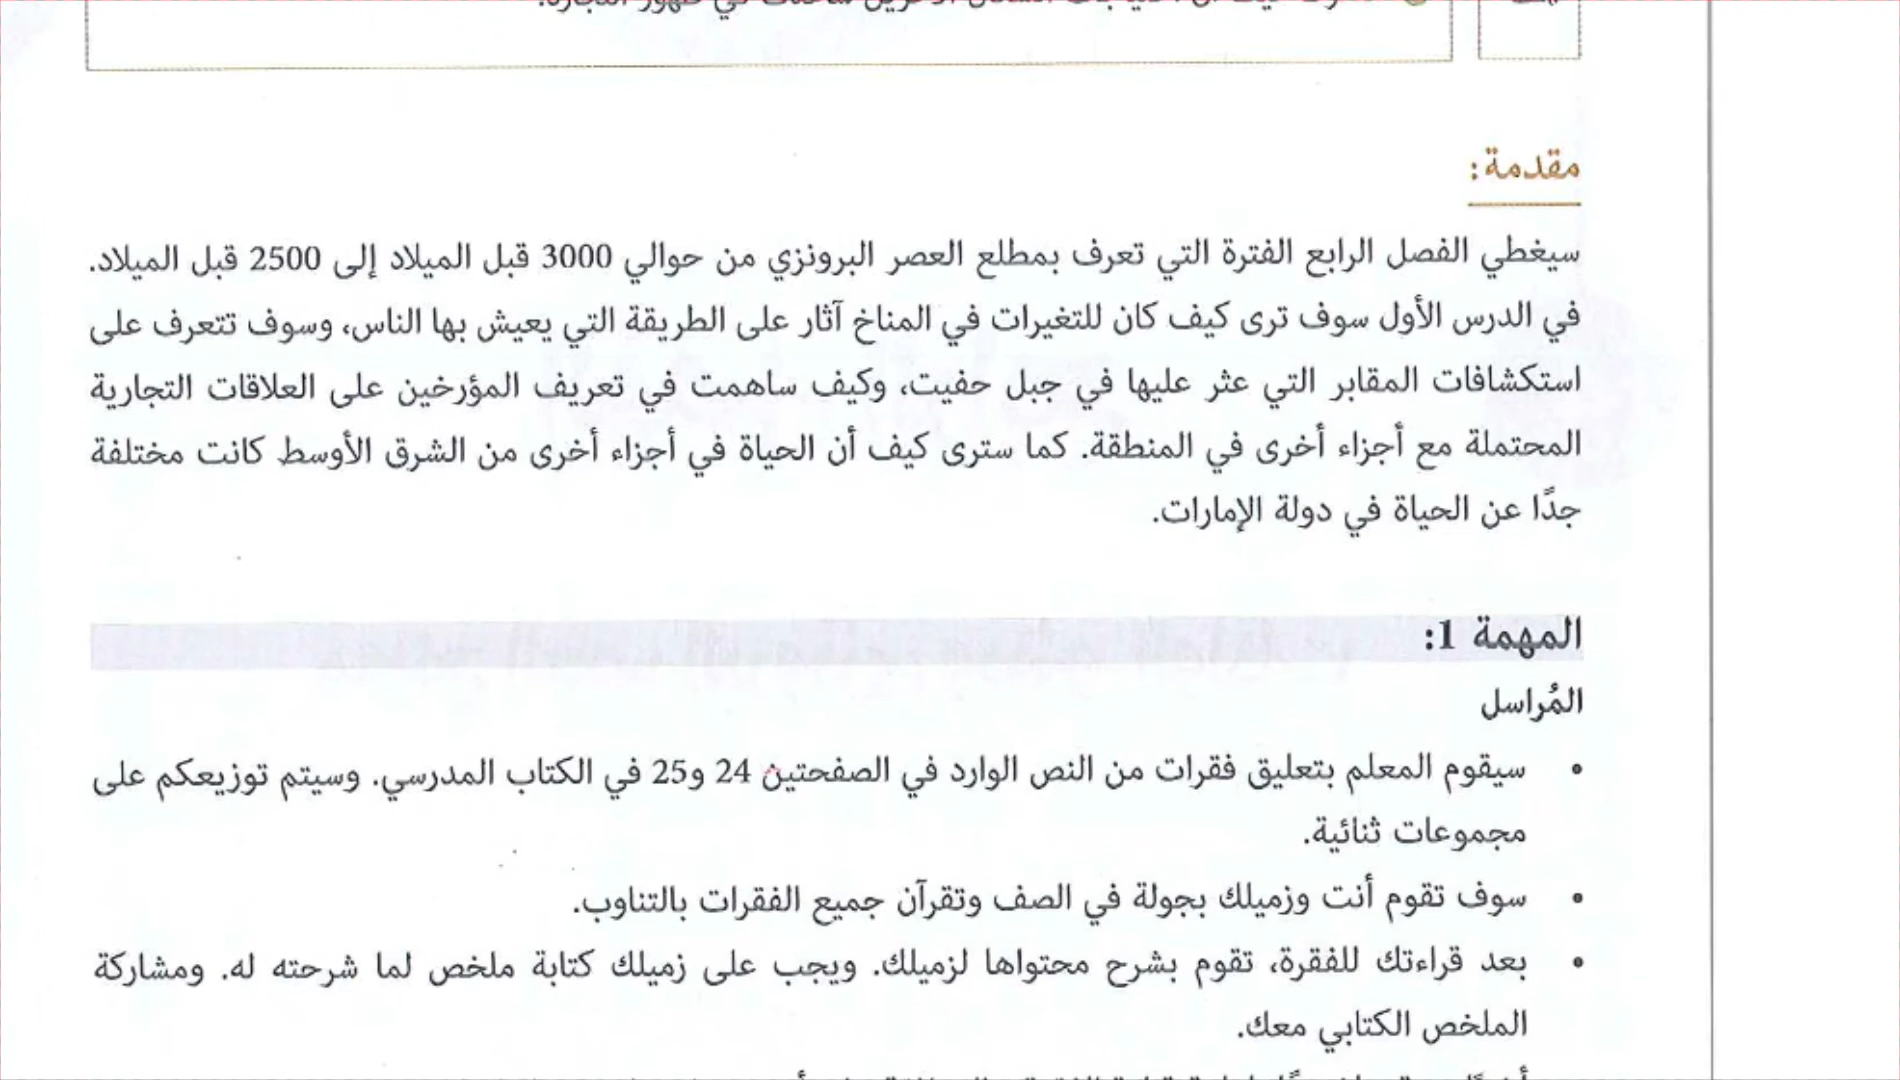 مقدمة:
سيغطي الفصل الرابع الفترة التي تعرف بمطلع العصر البرونزي من حوالي 3000 قبل الميلاد إلى 2500 قبل الميلاد.
في الدرس الأول سوف ترى كيف كان للتغيرات في المناخ آثار على الطريقة التي يعيش بها الناس، وسوف تتعرف على
استكشافات المقابر التي عثر عليها في جبل حفيت، وكيف ساهمت في تعريف المؤرخين على العلاقات التجارية
المحتملة مع أجزاء أخرى في المنطقة. كما سترى كيف أن الحياة في أجزاء أخرى من الشرق الأوسط كانت مختلفة
جدًا عن الحياة في دولة الإمارات.
المهمة 1:
المُراسل
• سيقوم المعلم بتعليق فقرات من النص الوارد في الصفحتين 24 و25 في الكتاب المدرسي. وسيتم توزيعكم على
مجموعات ثنائية.
• سوف تقوم أنت وزميلك بجولة في الصف وتقرآن جميع الفقرات بالتناوب.
• بعد قراءتك للفقرة، تقوم بشرح محتواها لزميلك. ويجب على زميلك كتابة ملخص لما شرحته له. ومشاركة
الملخص الكتابي معك.